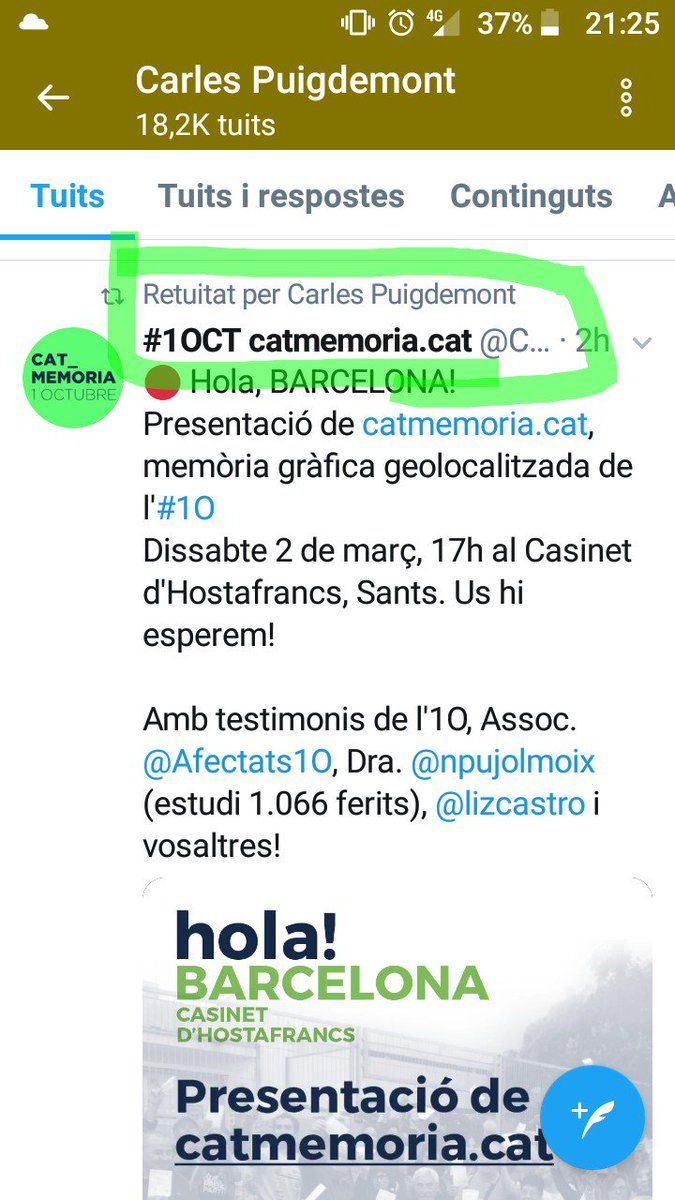 4G 37% 21:25
Carles Puigdemont
18,2K tuits
Tuits Tuits i respostes Continguts A
Retuitat per Carles Puigdemont
#1OCT catmemoria.cat @C... · 2h
CAT_
MEMORIA
1 OCTUBRE
Hola, BARCELONA!
Presentació de catmemoria.cat,
memòria gràfica geolocalitzada de
l'#1O
Dissabte 2 de març, 17h al Casinet
d'Hostafrancs, Sants. Us hi
esperem!
Amb testimonis de l'1O, Assoc.
@Afectats1O, Dra. @npujolmoix
(estudi 1.066 ferits), @lizcastro i
vosaltres!
hola!
BARCELONA
CASINET
D'HOSTAFRANCS
Presentació de
catmemoria.cat